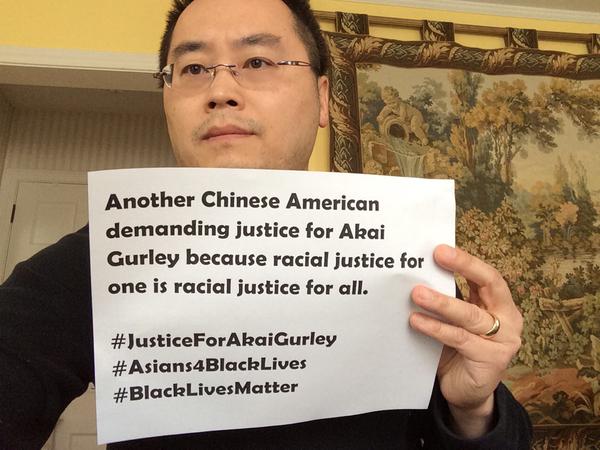 Another Chinese American
demanding justice for Akai
Gurley because racial justice for
one is racial justice for all.
#JusticeForAkaiGurley
#Asians4BlackLives
#BlackLivesMatter